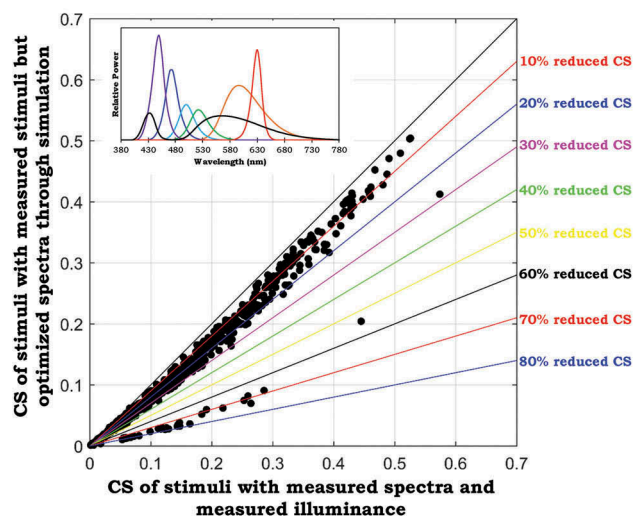 CS of stimuli with measured stimuli but
optimized spectra through simulation
0.7
0.6
0.5
0.4
0.3
0.2
0.1
0
Relative Power
380 430 480 530 580 630 680 730 780
Wavelength (nm)
10% reduced CS
20% reduced CS
30% reduced CS
40% reduced CS
50% reduced CS
60% reduced CS
70% reduced CS
80% reduced CS
0 0.1 0.2 0.3 0.4 0.5 0.6 0.7
CS of stimuli with measured spectra and
measured illuminance